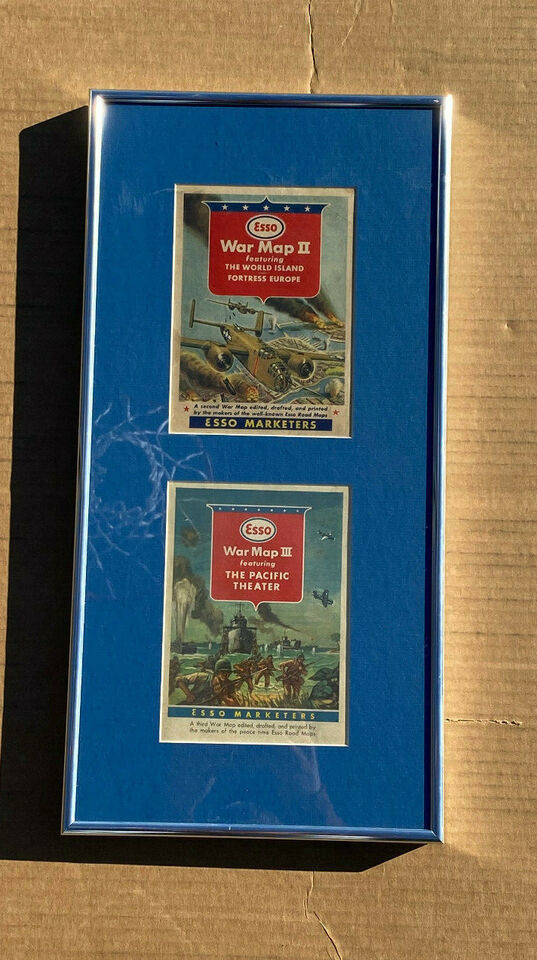 Esso
War Map II
featuring
THE WORLD ISLAND
FORTRESS EUROPE
A second War Map edited, drafted, and printed
by the makers of the well-known Esso Road Maps
ESSO MARKETERS
Esso
War Map III
featuring
THE PACIFIC
THEATER
ESSO MARKETERS
A third War Map edited, drafted, and printed by
the makers of the peace time Esso Road Maps